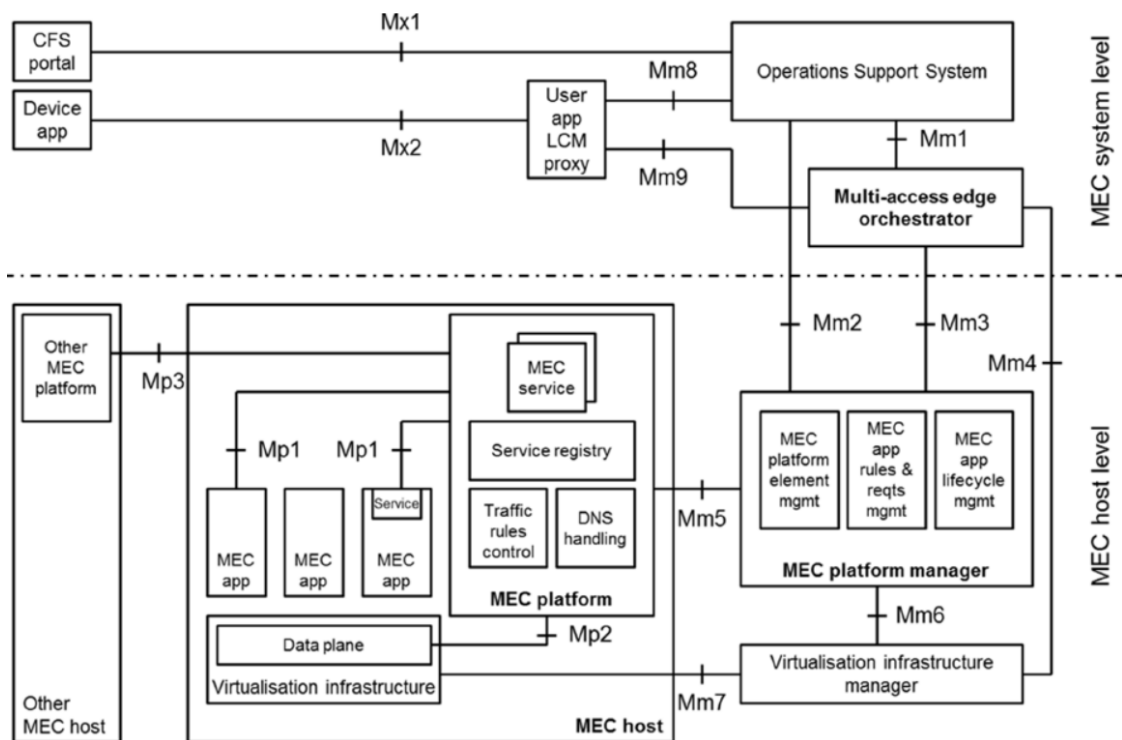 CFS
portal
Mx1
Operations Support System
Device
app
Mx2
User
app
LCM
proxy
Mm8
Mm9
Mm1
Multi-access edge
orchestrator
MEC system level
Other
MEC
platform
Mp3
MEC
service
Service registry
Traffic
rules
control
DNS
handling
MEC platform
Mp1
Mp1
MEC app
MEC app
Service
MEC app
Mp2
Data plane
Virtualisation infrastructure
MEC host
Other
MEC host
Mm2
Mm3
Mm4
Mm5
MEC
platform
element
mgmt
MEC
app
rules &
reqts
mgmt
MEC
app
lifecycle
mgmt
MEC platform manager
Mm6
Mm7
Virtualisation infrastructure
manager
MEC host level